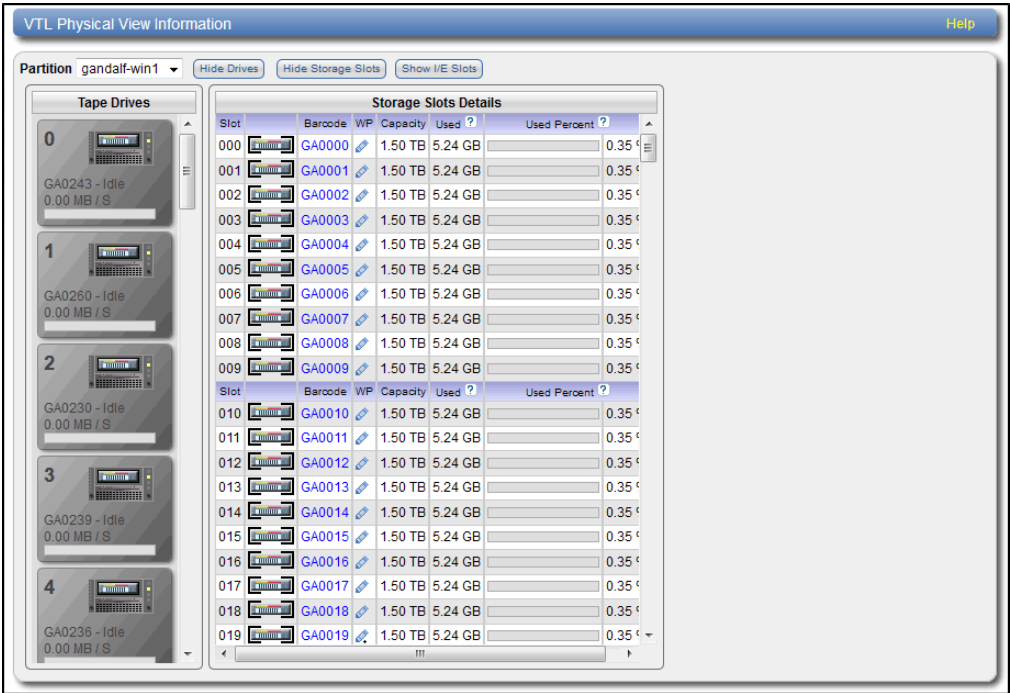 VTL Physical View Information Help
Partition gandalf-win1 Hide Drives Hide Storage Slots Show I/E Slots
Tape Drives
0
GA0243 - Idle
0.00 MB / S
1
GA0260 - Idle
0.00 MB / S
2
GA0230 - Idle
0.00 MB / S
3
GA0239 - Idle
0.00 MB / S
4
GA0236 - Idle
0.00 MB / S
Storage Slots Details
Slot Barcode WP Capacity Used ? Used Percent ?
000 GA0000 1.50 TB 5.24 GB 0.35
001 GA0001 1.50 TB 5.24 GB 0.35
002 GA0002 1.50 TB 5.24 GB 0.35
003 GA0003 1.50 TB 5.24 GB 0.35
004 GA0004 1.50 TB 5.24 GB 0.35
005 GA0005 1.50 TB 5.24 GB 0.35
006 GA0006 1.50 TB 5.24 GB 0.35
007 GA0007 1.50 TB 5.24 GB 0.35
008 GA0008 1.50 TB 5.24 GB 0.35
009 GA0009 1.50 TB 5.24 GB 0.35
Slot Barcode WP Capacity Used ? Used Percent ?
010 GA0010 1.50 TB 5.24 GB 0.35
011 GA0011 1.50 TB 5.24 GB 0.35
012 GA0012 1.50 TB 5.24 GB 0.35
013 GA0013 1.50 TB 5.24 GB 0.35
014 GA0014 1.50 TB 5.24 GB 0.35
015 GA0015 1.50 TB 5.24 GB 0.35
016 GA0016 1.50 TB 5.24 GB 0.35
017 GA0017 1.50 TB 5.24 GB 0.35
018 GA0018 1.50 TB 5.24 GB 0.35
019 GA0019 1.50 TB 5.24 GB 0.35